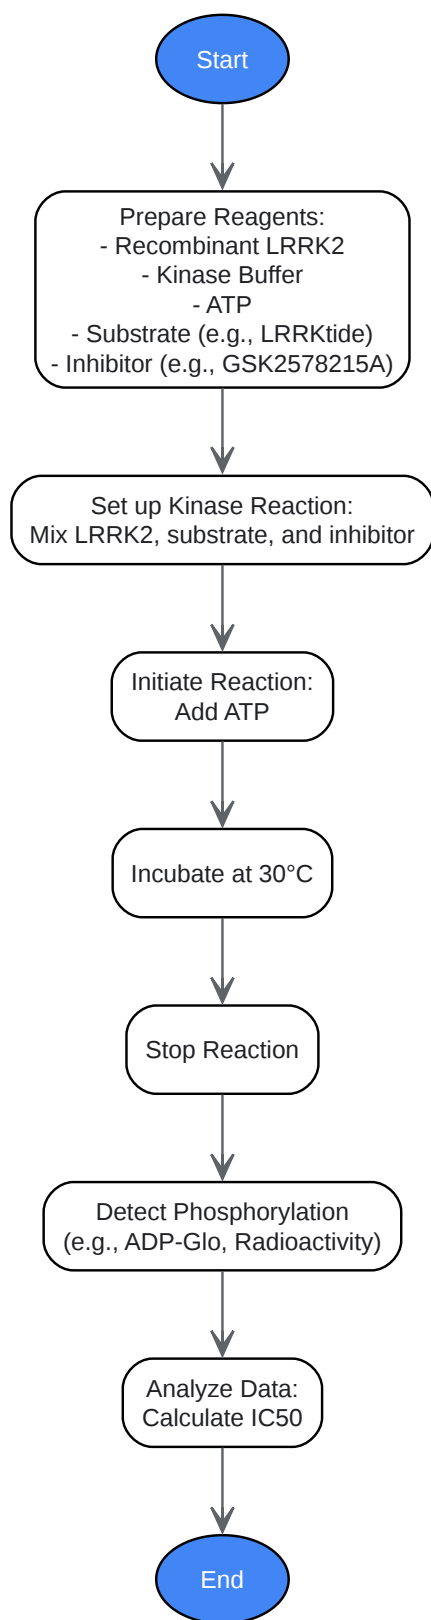 Start
Prepare Reagents:
- Recombinant LRRK2
- Kinase Buffer
- ATP
- Substrate (e.g., LRRKtide)
- Inhibitor (e.g., GSK2578215A)
Set up Kinase Reaction:
Mix LRRK2, substrate, and inhibitor
Initiate Reaction:
Add ATP
Incubate at 30°C
Stop Reaction
Detect Phosphorylation
(e.g., ADP-Glo, Radioactivity)
Analyze Data:
Calculate IC50
End